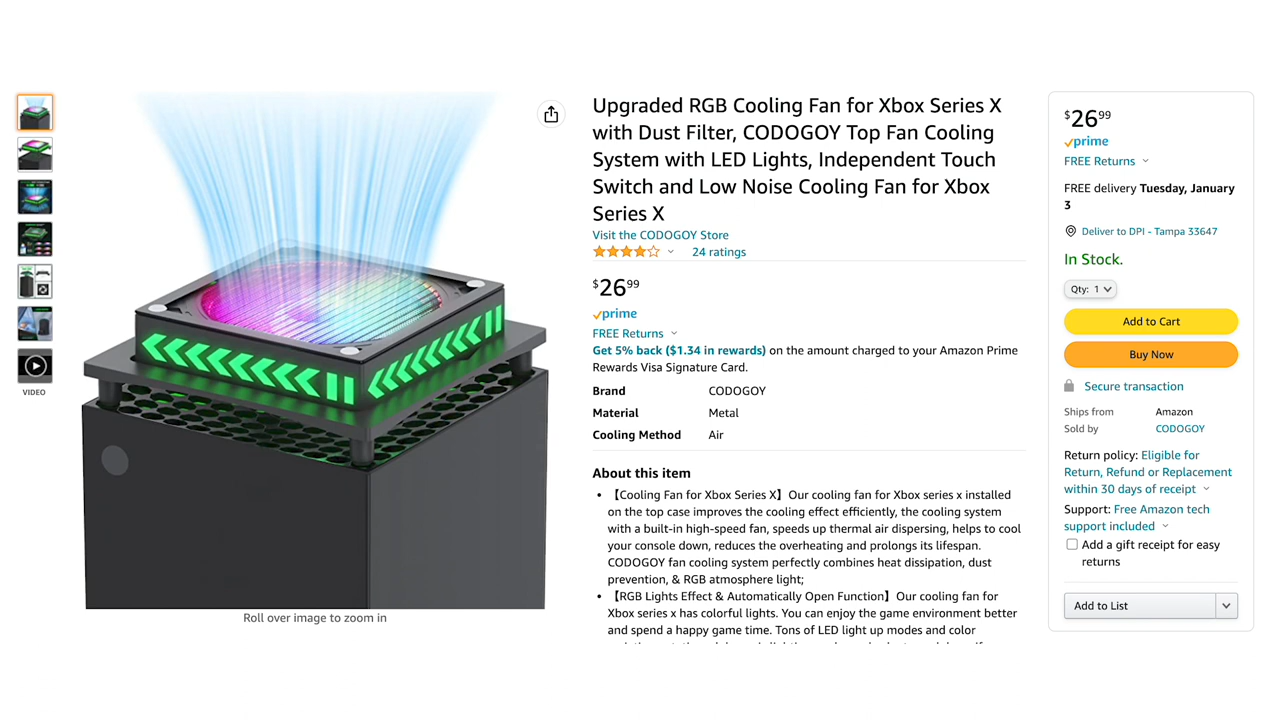 VIDEO
Roll over image to zoom in
Upgraded RGB Cooling Fan for Xbox Series X
with Dust Filter, CODOGOY Top Fan Cooling
System with LED Lights, Independent Touch
Switch and Low Noise Cooling Fan for Xbox
Series X
Visit the CODOGOY Store
24 ratings
$26⁹⁹
prime
FREE Returns
Get 5% back ($1.34 in rewards) on the amount charged to your Amazon Prime
Rewards Visa Signature Card.
Brand CODOGOY
Material Metal
Cooling Method Air
About this item
• 【Cooling Fan for Xbox Series X】Our cooling fan for Xbox series x installed
on the top case improves the cooling effect efficiently, the cooling system
with a built-in high-speed fan, speeds up thermal air dispersing, helps to cool
your console down, reduces the overheating and prolongs its lifespan.
CODOGOY fan cooling system perfectly combines heat dissipation, dust
prevention, & RGB atmosphere light;
• 【RGB Lights Effect & Automatically Open Function】Our cooling fan for
Xbox series x has colorful lights. You can enjoy the game environment better
and spend a happy game time. Tons of LED light up modes and color
$26⁹⁹
prime
FREE Returns
FREE delivery Tuesday, January
3
Deliver to DPI - Tampa 33647
In Stock.
Qty: 1
Add to Cart
Buy Now
Secure transaction
Ships from Amazon
Sold by CODOGOY
Return policy: Eligible for
Return, Refund or Replacement
within 30 days of receipt
Support: Free Amazon tech
support included
Add a gift receipt for easy
returns
Add to List